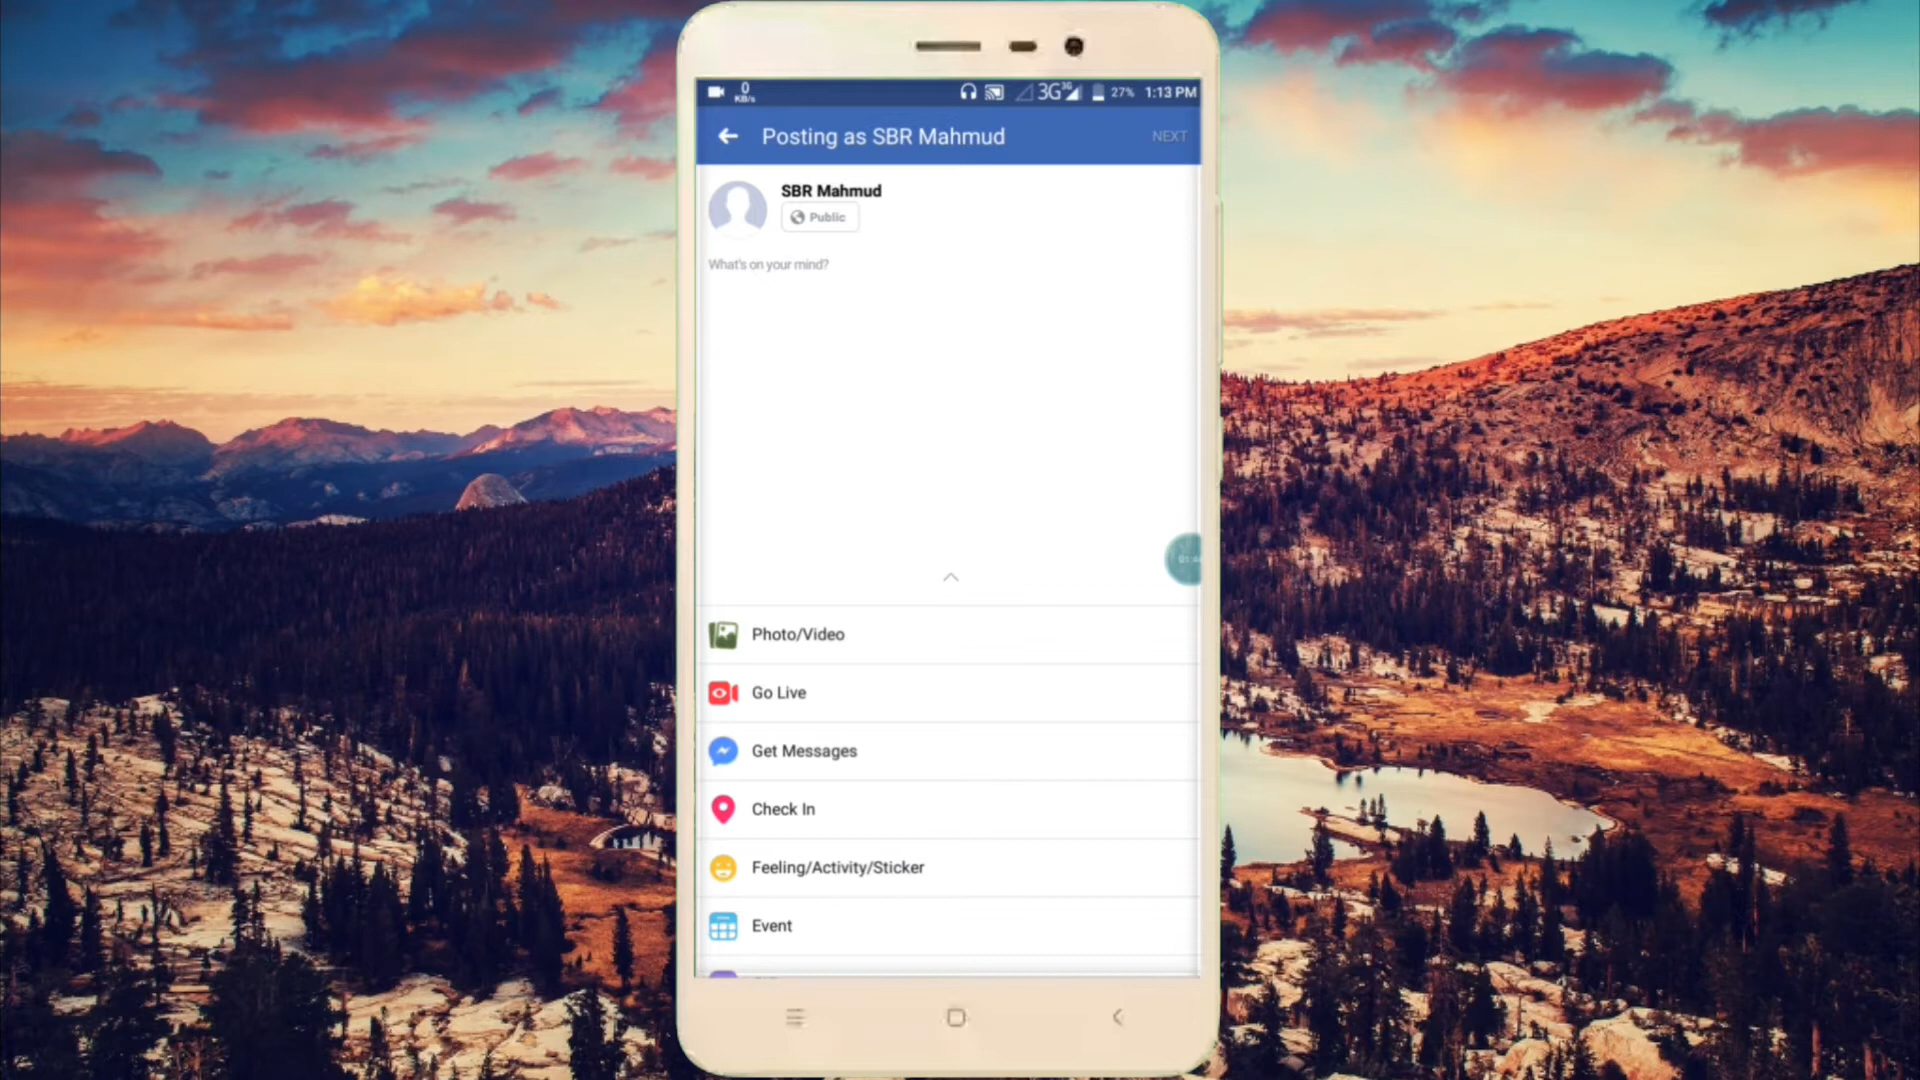 0
KB/s
3G 3G 27% 1:13 PM
Posting as SBR Mahmud
NEXT
SBR Mahmud
Public
What's on your mind?
Photo/Video
Go Live
Get Messages
Check In
Feeling/Activity/Sticker
Event